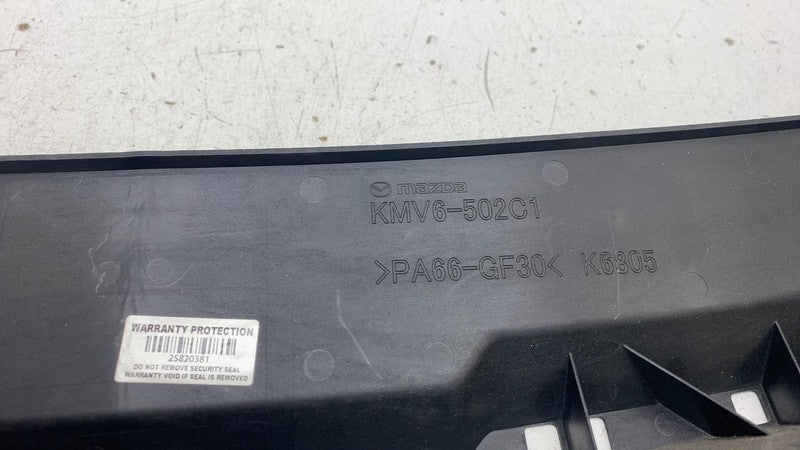 mazda
KMV6-502C1
>PA66-GF30< K6805
WARRANTY PROTECTION
25820381
DO NOT REMOVE SECURITY SEAL
WARRANTY VOID IF SEAL IS REMOVED